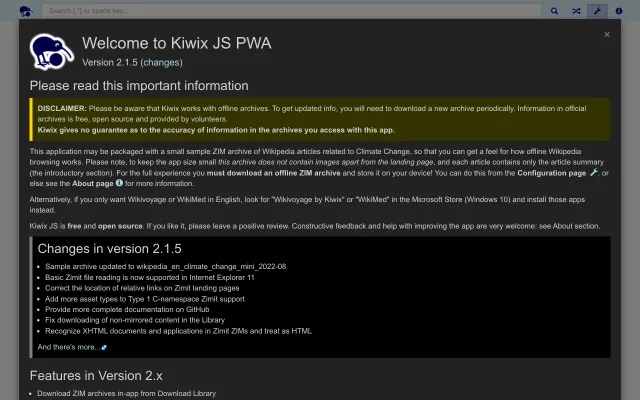 Search (".*") or space key...
×
Welcome to Kiwix JS PWA
Version 2.1.5 (changes)
Please read this important information
DISCLAIMER: Please be aware that Kiwix works with offline archives. To get updated info, you will need to download a new archive periodically. Information in official
archives is free, open source and provided by volunteers.
Kiwix gives no guarantee as to the accuracy of information in the archives you access with this app.
This application may be packaged with a small sample ZIM archive of Wikipedia articles related to Climate Change, so that you can get a feel for how offline Wikipedia
browsing works. Please note, to keep the app size small this archive does not contain images apart from the landing page, and each article contains only the article summary
(the introductory section). For the full experience you must download an offline ZIM archive and store it on your device! You can do this from the Configuration page , or
else see the About page for more information.
Alternatively, if you only want Wikivoyage or WikiMed in English, look for "Wikivoyage by Kiwix" or "WikiMed" in the Microsoft Store (Windows 10) and install those apps
instead.
Kiwix JS is free and open source. If you like it, please leave a positive review. Constructive feedback and help with improving the app are very welcome: see About section.
Changes in version 2.1.5
Sample archive updated to wikipedia_en_climate_change_mini_2022-08
Basic Zimit file reading is now supported in Internet Explorer 11
Correct the location of relative links on Zimit landing pages
Add more asset types to Type 1 C-namespace Zimit support
Provide more complete documentation on GitHub
Fix downloading of non-mirrored content in the Library
Recognize XHTML documents and applications in Zimit ZIMs and treat as HTML
And there's more...
Features in Version 2.x
Download ZIM archives in-app from Download Library